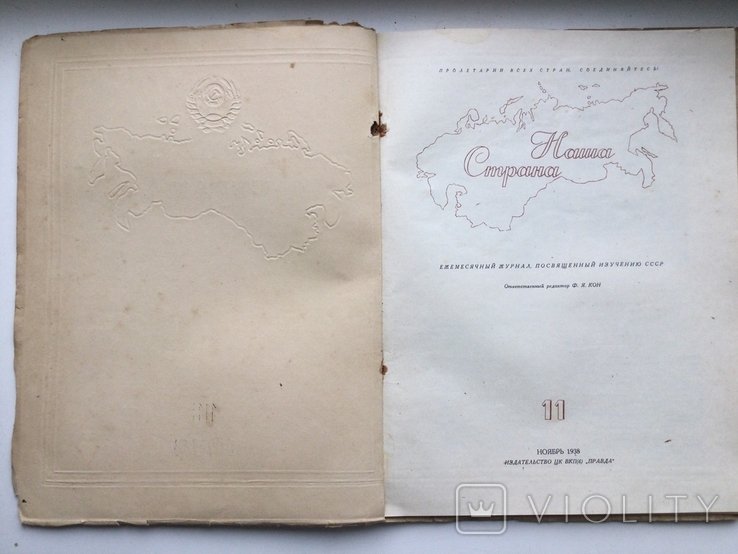 ПРОЛЕТАРИИ ВСЕХ СТРАН, СОЕДИНЯЙТЕСЬ!
Наша
Страна
ЕЖЕМЕСЯЧНЫЙ ЖУРНАЛ, ПОСВЯЩЕННЫЙ ИЗУЧЕНИЮ СССР
Ответственный редактор Ф. Я. КОН
11
НОЯБРЬ 1938
ИЗДАТЕЛЬСТВО ЦК ВКП(б) „ПРАВДА"
VIOLITY